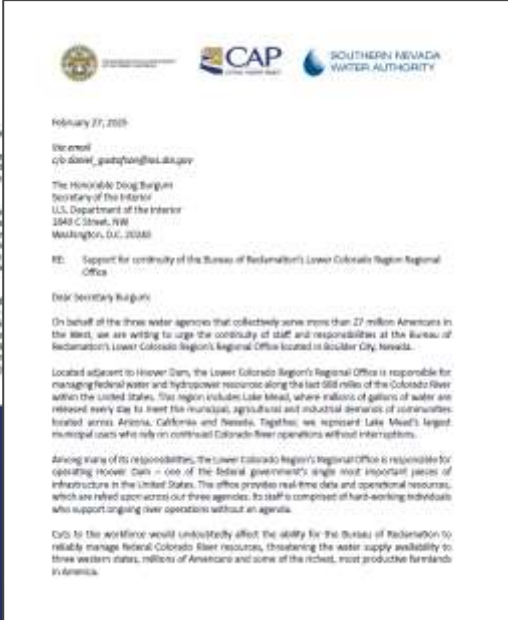 CAP
SOUTHERN NEVADA
WATER AUTHORITY
February 27, 2025
Via email
The Honorable Doug Burgum
Secretary of the Interior
U.S. Department of the Interior
1849 C Street, NW
Washington, D.C. 20240
RE: Support for continuity of the Bureau of Reclamation's Lower Colorado Region Regional
Office
Dear Secretary Burgum:
On behalf of the three water agencies that collectively serve more than 27 million Americans in
the West, we are writing to urge the continuity of staff and responsibilities at the Bureau of
Reclamation's Lower Colorado Region's Regional Office located in Boulder City, Nevada.
Located adjacent to Hoover Dam, the Lower Colorado Region's Regional Office is responsible for
managing federal water and hydropower resources along the last 688 miles of the Colorado River
within the United States. This region includes Lake Mead, where millions of gallons of water are
released every day to meet the municipal, agricultural and industrial demands of communities
located across Arizona, California and Nevada. Together, we represent Lake Mead's largest
municipal users who rely on continued Colorado River operations without interruptions.
Among many of its responsibilities, the Lower Colorado Region's Regional Office is responsible for
operating Hoover Dam – one of the federal government's single most important pieces of
infrastructure in the United States. The office provides real-time data and operational resources,
which are relied upon across our three agencies. Its staff is comprised of hard-working individuals
who support ongoing river operations without an agenda.
Cuts to the workforce would undoubtedly affect the ability for the Bureau of Reclamation to
reliably manage federal Colorado River resources, threatening the water supply availability to
three western states, millions of Americans and some of the richest, most productive farmlands
in America.